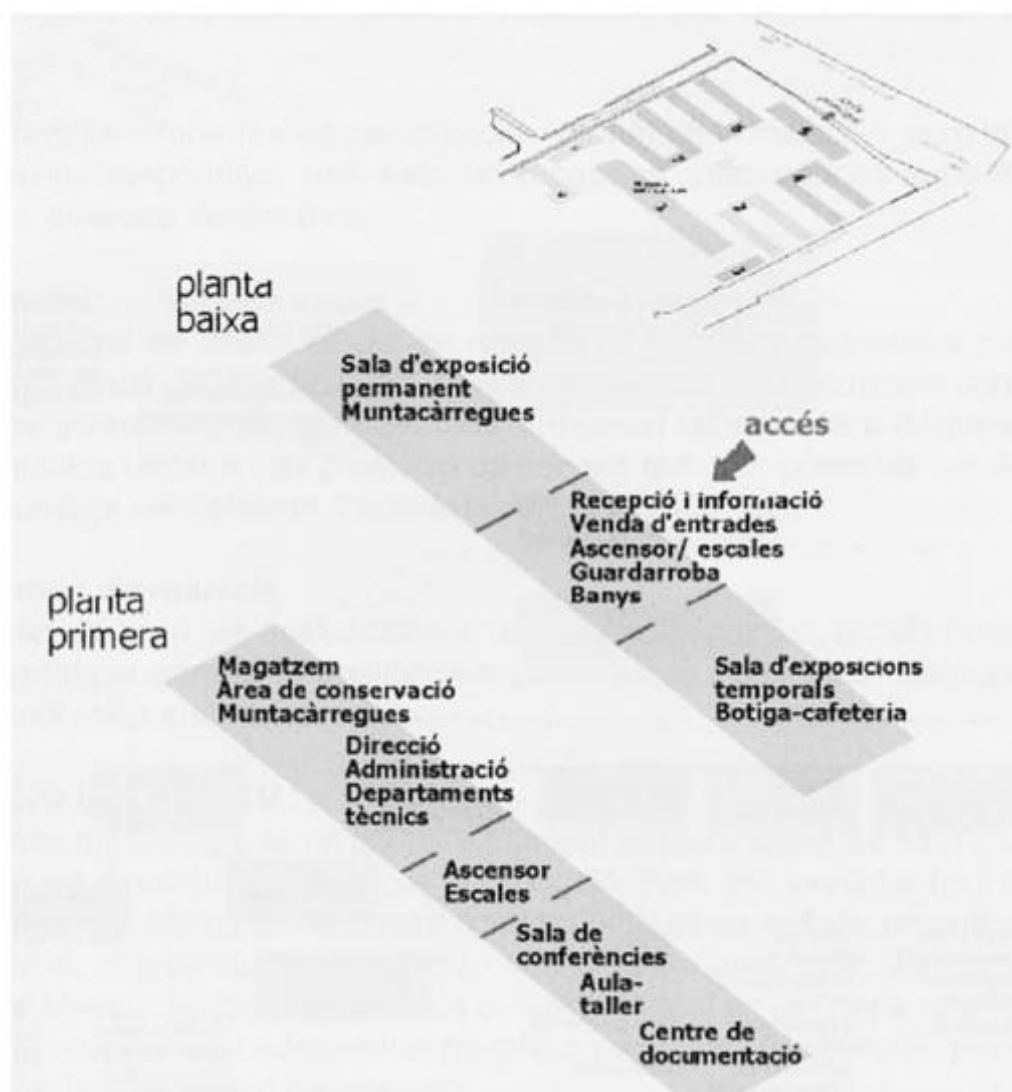 planta
baixa
Sala d'exposició
permanent
Muntacàrregues
accés
Recepció i informació
Venda d'entrades
Ascensor/ escales
Guardarroba
Banys
Sala d'exposicions
temporals
Botiga-cafeteria
planta
primera
Magatzem
Àrea de conservació
Muntacàrregues
Direcció
Administració
Departaments
tècnics
Ascensor
Escales
Sala de
conferències
Aula-
taller
Centre de
documentació